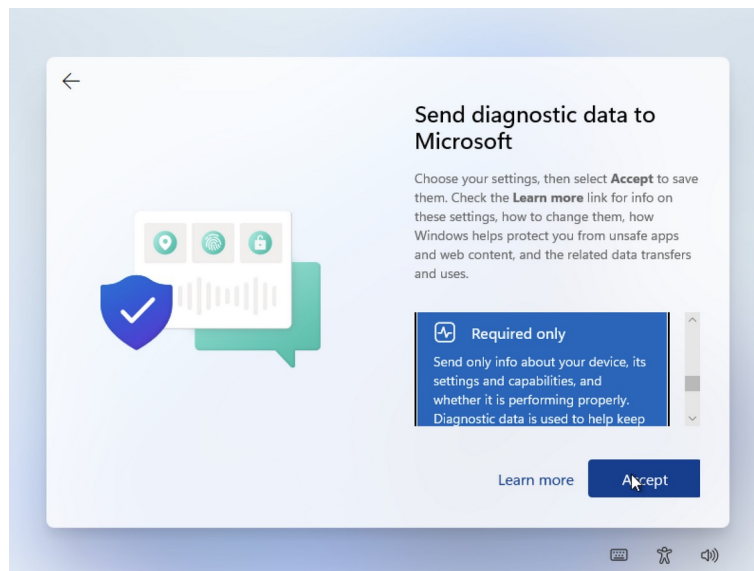 Send diagnostic data to
Microsoft
Choose your settings, then select Accept to save
them. Check the Learn more link for info on
these settings, how to change them, how
Windows helps protect you from unsafe apps
and web content, and the related data transfers
and uses.
Required only
Send only info about your device, its
settings and capabilities, and
whether it is performing properly.
Diagnostic data is used to help keep
Learn more
Accept